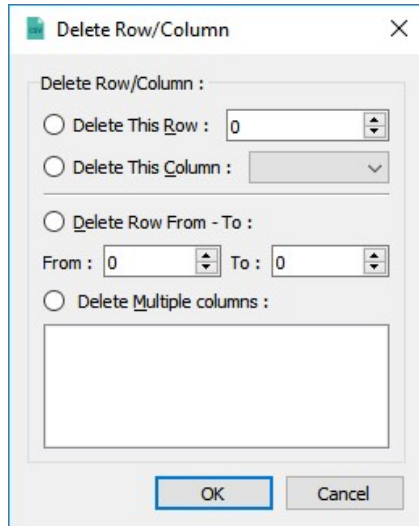 CSV Delete Row/Column
Delete Row/Column :
Delete This Row : 0
Delete This Column :
Delete Row From - To :
From : 0 To : 0
Delete Multiple columns :
OK Cancel